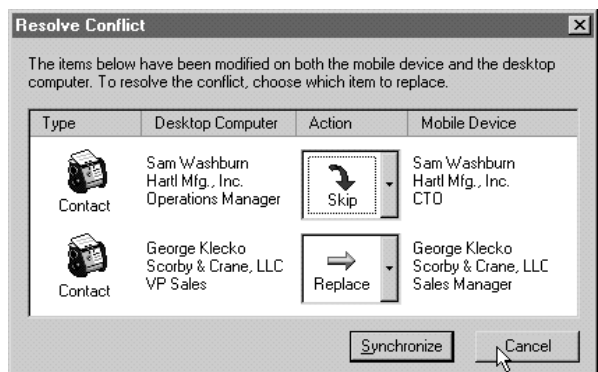 Resolve Conflict
The items below have been modified on both the mobile device and the desktop
computer. To resolve the conflict, choose which item to replace.
Type Desktop Computer Action Mobile Device
Contact
Sam Washburn
Hartl Mfg., Inc.
Operations Manager
Skip
Sam Washburn
Hartl Mfg., Inc.
CTO
Contact
George Klecko
Scorby & Crane, LLC
VP Sales
Replace
George Klecko
Scorby & Crane, LLC
Sales Manager
Synchronize Cancel